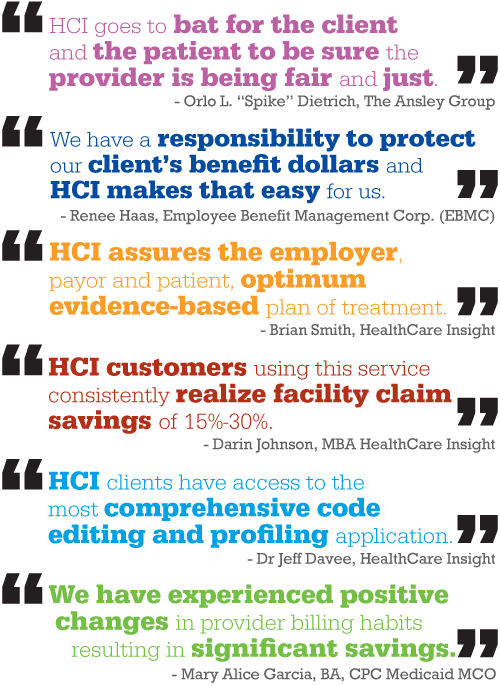 “ HCI goes to bat for the client
and the patient to be sure the
provider is being fair and just. ”
- Orlo L. “Spike” Dietrich, The Ansley Group
“ We have a responsibility to protect
our client’s benefit dollars and
HCI makes that easy for us. ”
- Renee Haas, Employee Benefit Management Corp. (EBMC)
“ HCI assures the employer,
payor and patient, optimum
evidence-based plan of treatment. ”
- Brian Smith, HealthCare Insight
“ HCI customers using this service
consistently realize facility claim
savings of 15%-30%. ”
- Darin Johnson, MBA HealthCare Insight
“ HCI clients have access to the
most comprehensive code
editing and profiling application. ”
- Dr Jeff Davee, HealthCare Insight
“ We have experienced positive
changes in provider billing habits
resulting in significant savings. ”
- Mary Alice Garcia, BA, CPC Medicaid MCO